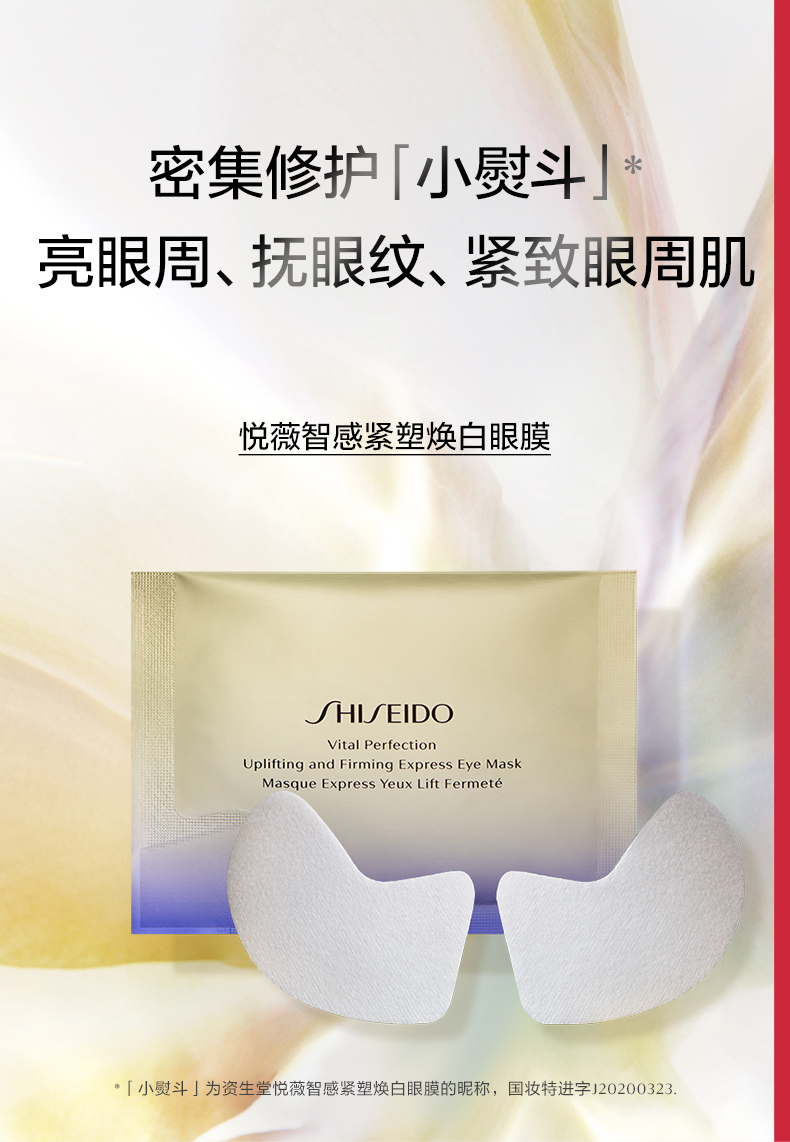 密集修护「小熨斗」*
亮眼周、抚眼纹、紧致眼周肌
悦薇智感紧塑焕白眼膜
SHISEIDO
Vital Perfection
Uplifting and Firming Express Eye Mask
Masque Express Yeux Lift Fermeté
*「 小熨斗 」为资生堂悦薇智感紧塑焕白眼膜的昵称，国妆特进字J20200323.